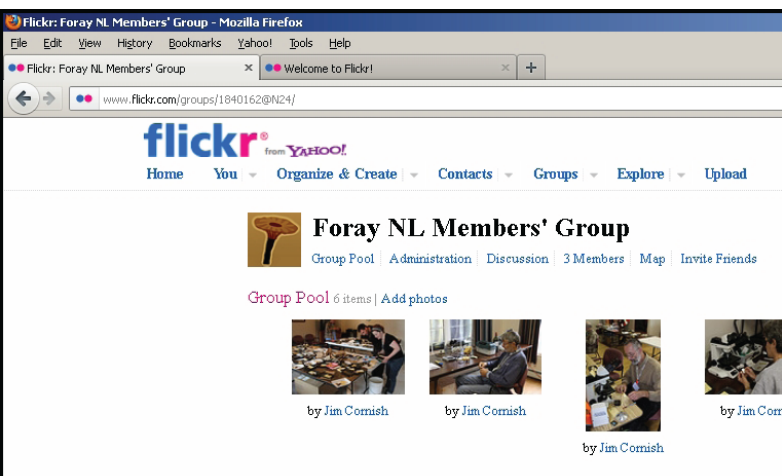 Flickr: Foray NL Members' Group - Mozilla Firefox
File Edit View History Bookmarks Yahoo! Tools Help
Flickr: Foray NL Members' Group × Welcome to Flickr! × +
www.flickr.com/groups/1840162@N24/
flickr® from YAHOO!
Home You Organize & Create Contacts Groups Explore Upload
Foray NL Members' Group
Group Pool Administration Discussion 3 Members Map Invite Friends
Group Pool 6 items | Add photos
by Jim Cornish by Jim Cornish by Jim Corn
by Jim Cornish